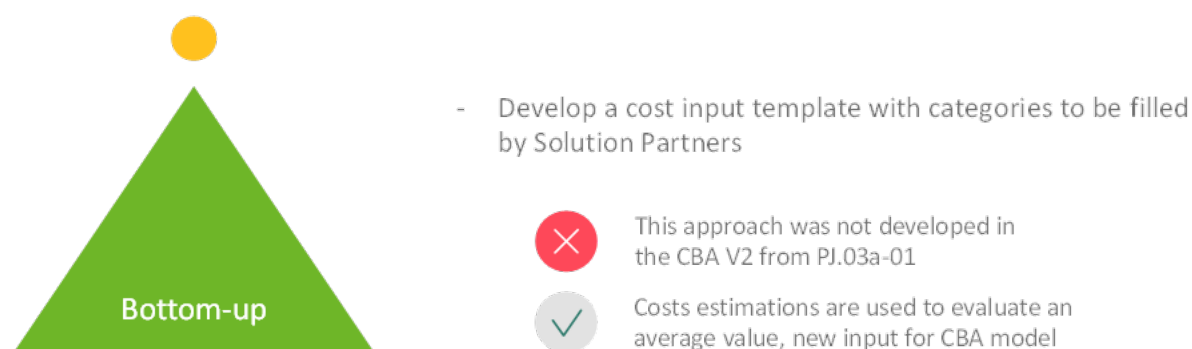 - Develop a cost input template with categories to be filled
by Solution Partners
This approach was not developed in
the CBA V2 from PJ.03a-01
Bottom-up
Costs estimations are used to evaluate an
average value, new input for CBA model